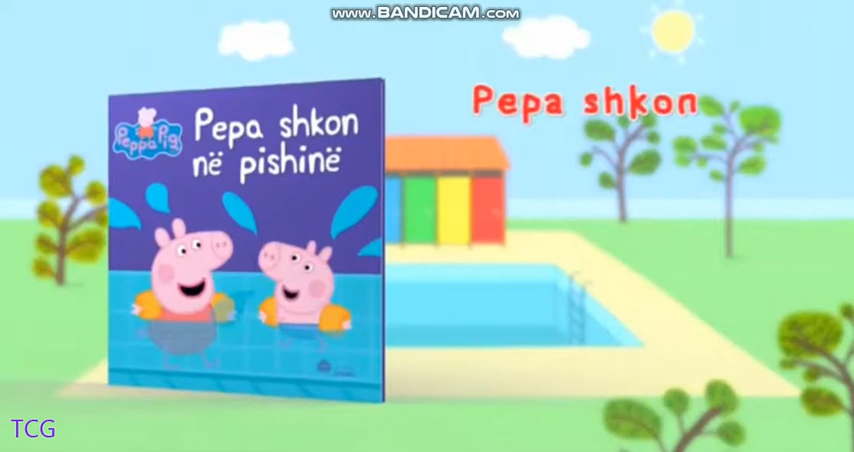 www.BANDICAM.com
Pepa shkon
Peppa Pig
Pepa shkon
në pishinë
TCG